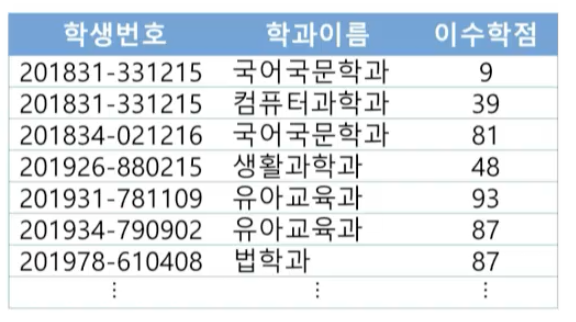 학생번호 학과이름 이수학점
201831-331215 국어국문학과 9
201831-331215 컴퓨터과학과 39
201834-021216 국어국문학과 81
201926-880215 생활과학과 48
201931-781109 유아교육과 93
201934-790902 유아교육과 87
201978-610408 법학과 87
⋮ ⋮ ⋮